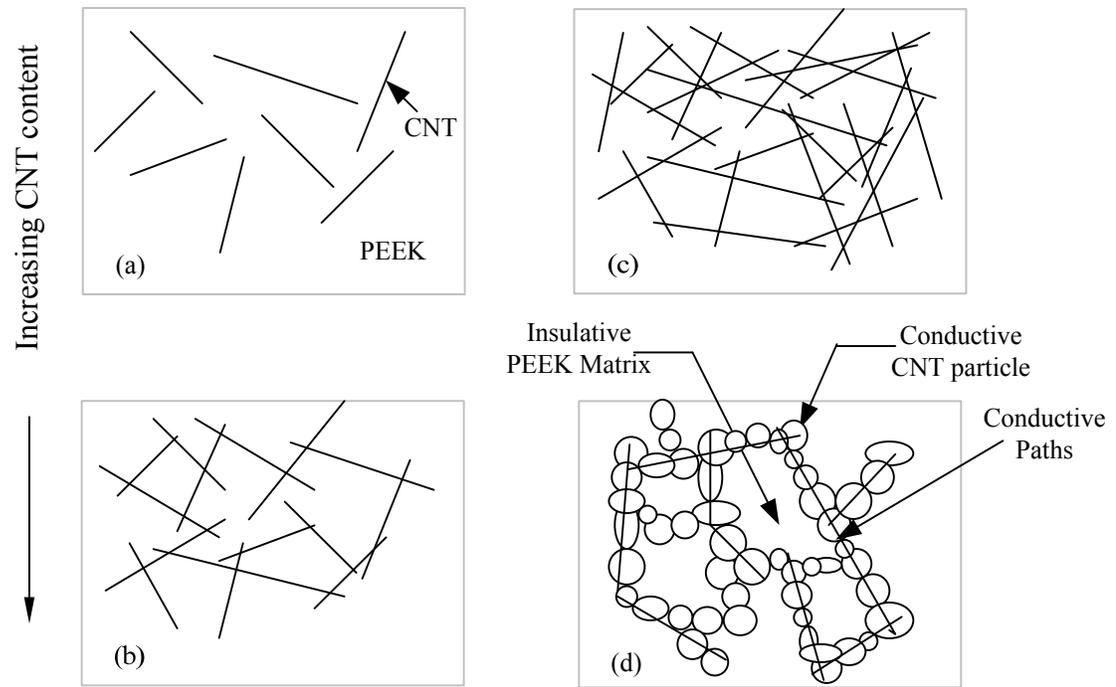 Increasing CNT content
CNT
PEEK
(a)
(c)
Insulative
PEEK Matrix
Conductive
CNT particle
Conductive
Paths
(b)
(d)